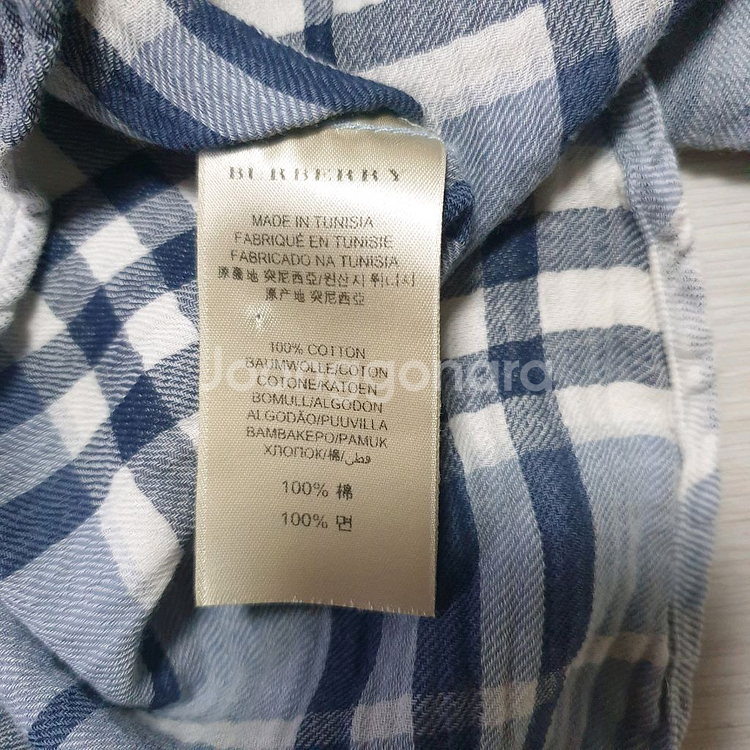 BURBERRY
MADE IN TUNISIA
FABRIQUÉ EN TUNISIE
FABRICADO NA TUNISIA
原產地 突尼西亞/원산지 튀니지
原产地 突尼西亞
100% COTTON
BAUMWOLLE/COTON
COTONE/KATOEN
BOMULL/ALGODÓN
ALGODÃO/PUUVILLA
BAMBAKEPO/PAMUK
ХЛОПОК/棉/قطن
100% 棉
100% 면